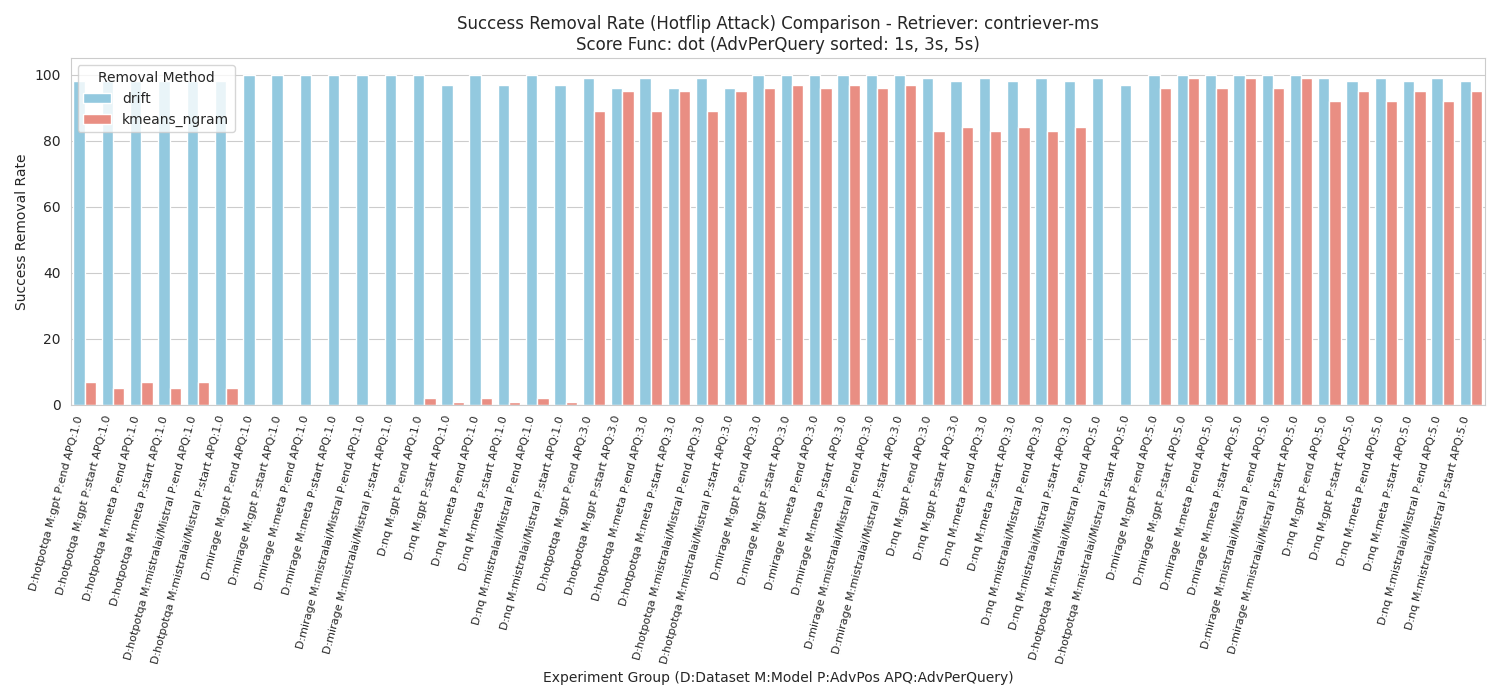 Success Removal Rate (Hotflip Attack) Comparison - Retriever: contriever-ms
Score Func: dot (AdvPerQuery sorted: 1s, 3s, 5s)
Removal Method
drift
kmeans_ngram
Success Removal Rate
100
80
60
40
20
0
D:hotpotqa M:gpt P:end APQ:1.0
D:hotpotqa M:gpt P:start APQ:1.0
D:hotpotqa M:meta P:end APQ:1.0
D:hotpotqa M:meta P:start APQ:1.0
D:hotpotqa M:mistralai/Mistral P:end APQ:1.0
D:hotpotqa M:mistralai/Mistral P:start APQ:1.0
D:mirage M:gpt P:end APQ:1.0
D:mirage M:gpt P:start APQ:1.0
D:mirage M:meta P:end APQ:1.0
D:mirage M:meta P:start APQ:1.0
D:mirage M:mistralai/Mistral P:end APQ:1.0
D:mirage M:mistralai/Mistral P:start APQ:1.0
D:nq M:gpt P:end APQ:1.0
D:nq M:gpt P:start APQ:1.0
D:nq M:meta P:end APQ:1.0
D:nq M:meta P:start APQ:1.0
D:nq M:mistralai/Mistral P:end APQ:1.0
D:nq M:mistralai/Mistral P:start APQ:1.0
D:hotpotqa M:gpt P:end APQ:3.0
D:hotpotqa M:gpt P:start APQ:3.0
D:hotpotqa M:meta P:end APQ:3.0
D:hotpotqa M:meta P:start APQ:3.0
D:hotpotqa M:mistralai/Mistral P:end APQ:3.0
D:hotpotqa M:mistralai/Mistral P:start APQ:3.0
D:mirage M:gpt P:end APQ:3.0
D:mirage M:gpt P:start APQ:3.0
D:mirage M:meta P:end APQ:3.0
D:mirage M:meta P:start APQ:3.0
D:mirage M:mistralai/Mistral P:end APQ:3.0
D:mirage M:mistralai/Mistral P:start APQ:3.0
D:nq M:gpt P:end APQ:3.0
D:nq M:gpt P:start APQ:3.0
D:nq M:meta P:end APQ:3.0
D:nq M:meta P:start APQ:3.0
D:nq M:mistralai/Mistral P:end APQ:3.0
D:nq M:mistralai/Mistral P:start APQ:3.0
D:hotpotqa M:mistralai/Mistral P:end APQ:5.0
D:hotpotqa M:mistralai/Mistral P:start APQ:5.0
D:mirage M:gpt P:end APQ:5.0
D:mirage M:gpt P:start APQ:5.0
D:mirage M:meta P:end APQ:5.0
D:mirage M:meta P:start APQ:5.0
D:mirage M:mistralai/Mistral P:end APQ:5.0
D:mirage M:mistralai/Mistral P:start APQ:5.0
D:nq M:gpt P:end APQ:5.0
D:nq M:gpt P:start APQ:5.0
D:nq M:meta P:end APQ:5.0
D:nq M:meta P:start APQ:5.0
D:nq M:mistralai/Mistral P:end APQ:5.0
D:nq M:mistralai/Mistral P:start APQ:5.0
Experiment Group (D:Dataset M:Model P:AdvPos APQ:AdvPerQuery)